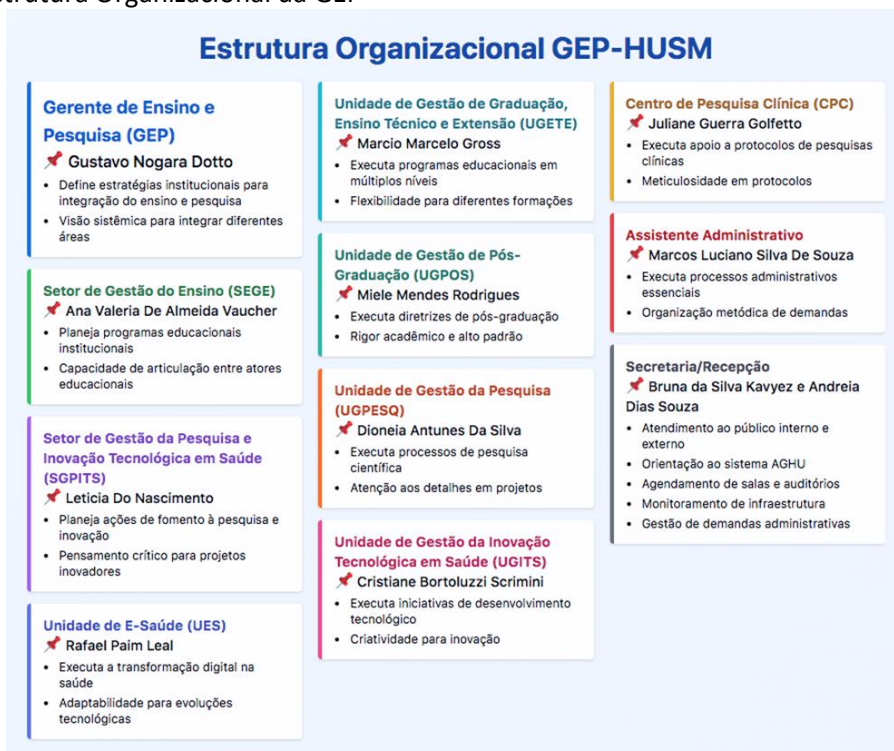 Estrutura Organizacional GEP-HUSM
Gerente de Ensino e
Pesquisa (GEP)
Gustavo Nogara Dotto
• Define estratégias institucionais para
integração do ensino e pesquisa
• Visão sistêmica para integrar diferentes
áreas
Setor de Gestão do Ensino (SEGE)
Ana Valeria De Almeida Vaucher
• Planeja programas educacionais
institucionais
• Capacidade de articulação entre atores
educacionais
Setor de Gestão da Pesquisa e
Inovação Tecnológica em Saúde
(SGPITS)
Leticia Do Nascimento
• Planeja ações de fomento à pesquisa e
inovação
• Pensamento crítico para projetos
inovadores
Unidade de E-Saúde (UES)
Rafael Paim Leal
• Executa a transformação digital na
saúde
• Adaptabilidade para evoluções
tecnológicas
Unidade de Gestão de Graduação,
Ensino Técnico e Extensão (UGETE)
Marcio Marcelo Gross
• Executa programas educacionais em
múltiplos níveis
• Flexibilidade para diferentes formações
Unidade de Gestão de Pós-
Graduação (UGPOS)
Miele Mendes Rodrigues
• Executa diretrizes de pós-graduação
• Rigor acadêmico e alto padrão
Unidade de Gestão da Pesquisa
(UGPESQ)
Dioneia Antunes Da Silva
• Executa processos de pesquisa
científica
• Atenção aos detalhes em projetos
Unidade de Gestão da Inovação
Tecnológica em Saúde (UGITS)
Cristiane Bortoluzzi Scrimini
• Executa iniciativas de desenvolvimento
tecnológico
• Criatividade para inovação
Centro de Pesquisa Clínica (CPC)
Juliane Guerra Golfetto
• Executa apoio a protocolos de pesquisas
clínicas
• Meticulosidade em protocolos
Assistente Administrativo
Marcos Luciano Silva De Souza
• Executa processos administrativos
essenciais
• Organização metódica de demandas
Secretaria/Recepção
Bruna da Silva Kavyez e Andreia
Dias Souza
• Atendimento ao público interno e
externo
• Orientação ao sistema AGHU
• Agendamento de salas e auditórios
• Monitoramento de infraestrutura
• Gestão de demandas administrativas